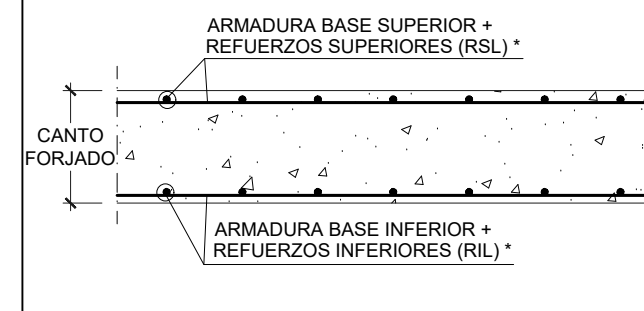 ARMADURA BASE SUPERIOR +
REFUERZOS SUPERIORES (RSL) *
CANTO
FORJADO
ARMADURA BASE INFERIOR +
REFUERZOS INFERIORES (RIL) *